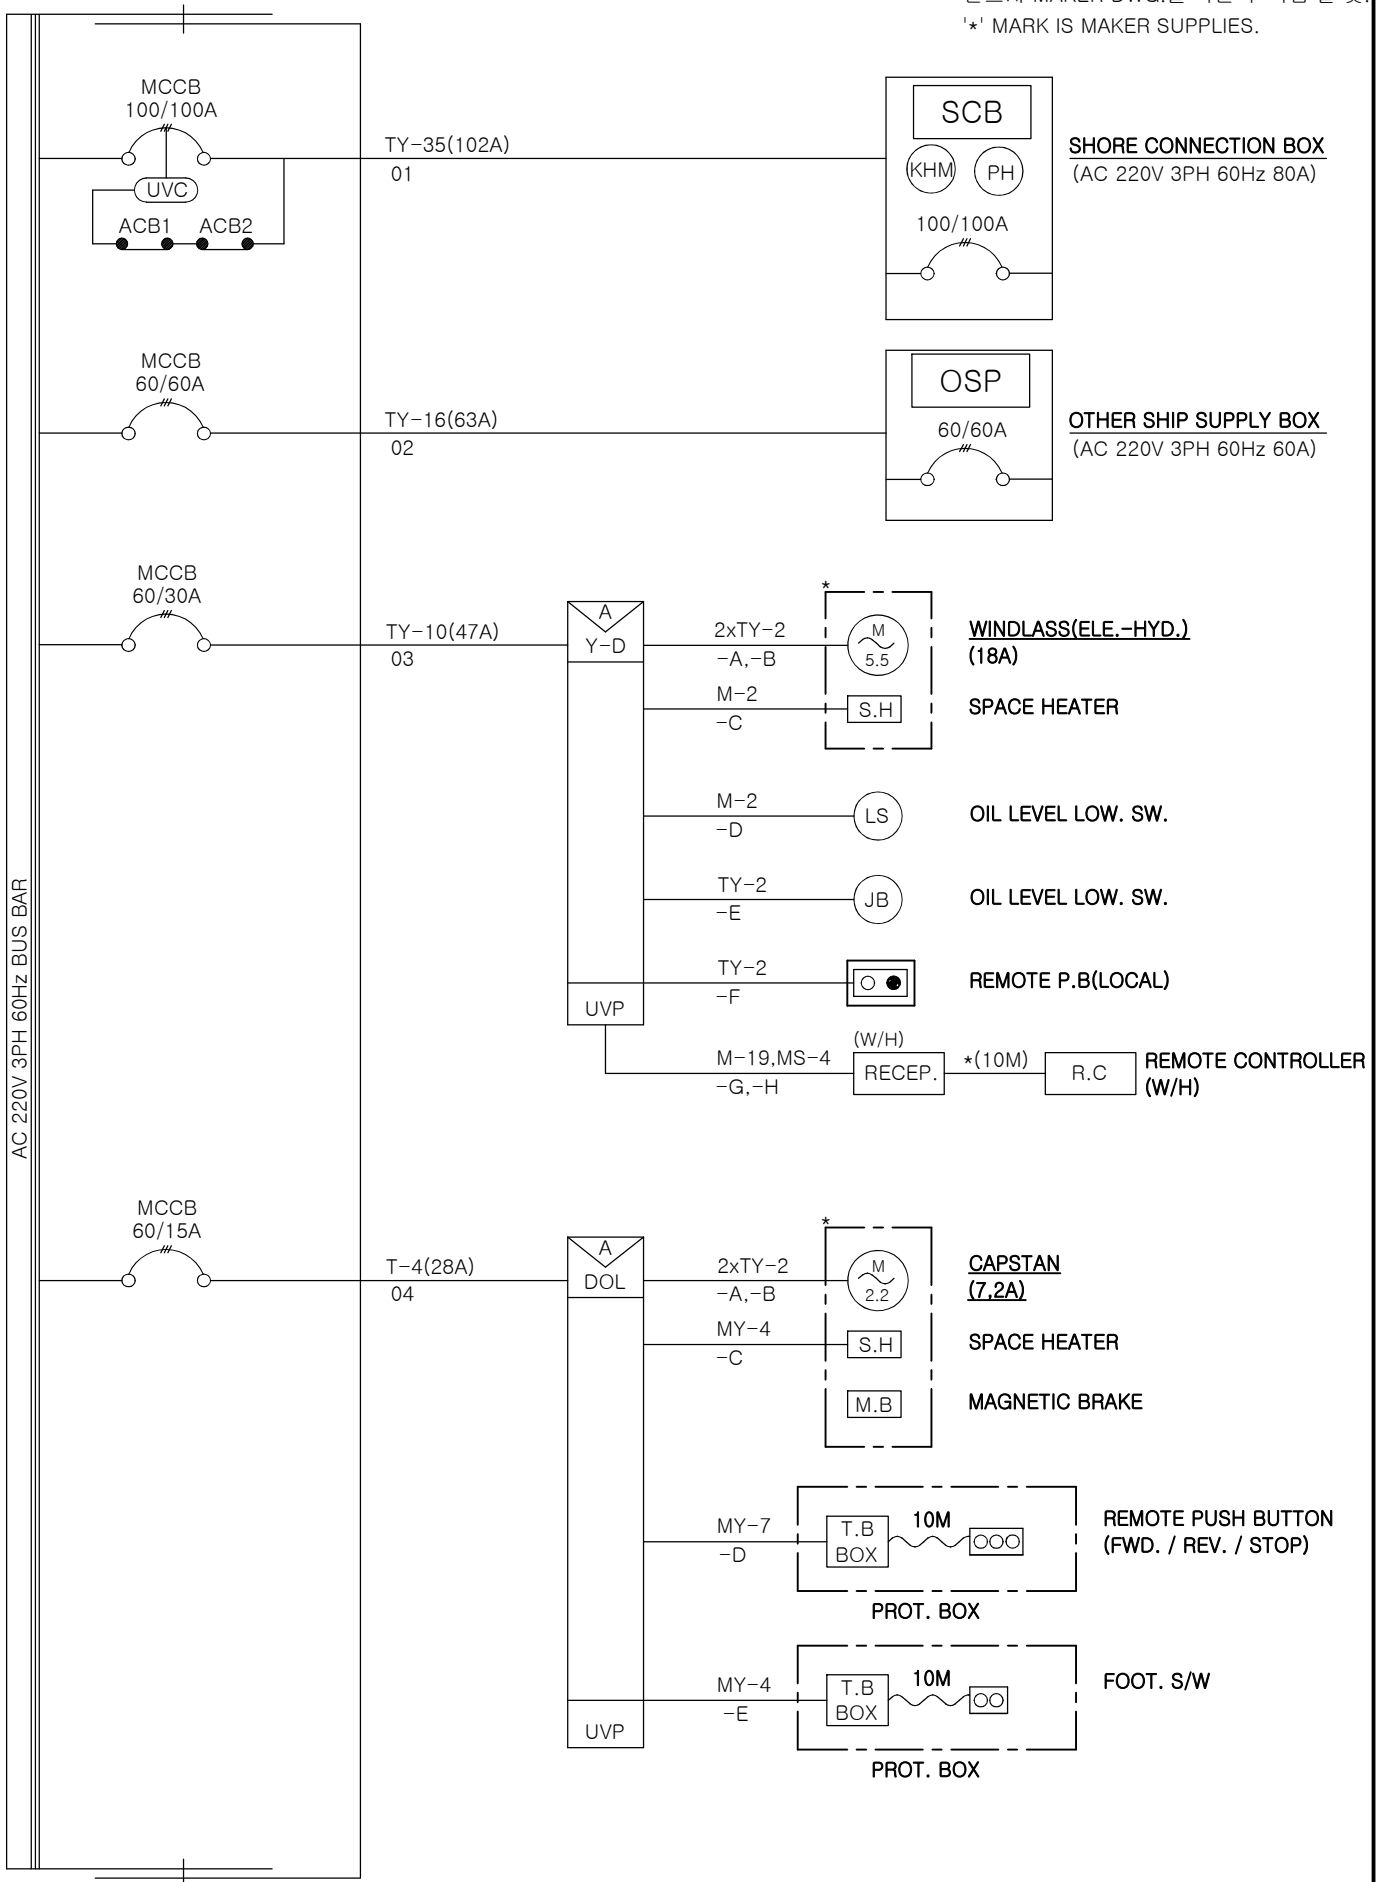 MAKER DWG.
'*' MARK IS MAKER SUPPLIES.
MCCB
100/100A
UVC
ACB1 ACB2
TY-35(102A)
01
SCB
KHM PH
100/100A
SHORE CONNECTION BOX
(AC 220V 3PH 60Hz 80A)
MCCB
60/60A
TY-16(63A)
02
OSP
60/60A
OTHER SHIP SUPPLY BOX
(AC 220V 3PH 60Hz 60A)
MCCB
60/30A
TY-10(47A)
03
A
Y-D
2xTY-2
-A,-B
*
M
5.5
WINDLASS(ELE.-HYD.)
(18A)
M-2
-C
S.H
SPACE HEATER
M-2
-D
LS
OIL LEVEL LOW. SW.
TY-2
-E
JB
OIL LEVEL LOW. SW.
TY-2
-F
REMOTE P.B(LOCAL)
UVP
M-19,MS-4
-G,-H
(W/H)
RECEP.
*(10M)
R.C
REMOTE CONTROLLER
(W/H)
AC 220V 3PH 60Hz BUS BAR
MCCB
60/15A
T-4(28A)
04
A
DOL
2xTY-2
-A,-B
*
M
2.2
CAPSTAN
(7,2A)
MY-4
-C
S.H
SPACE HEATER
M.B
MAGNETIC BRAKE
MY-7
-D
T.B
BOX
10M
REMOTE PUSH BUTTON
(FWD. / REV. / STOP)
PROT. BOX
MY-4
-E
T.B
BOX
10M
FOOT. S/W
UVP
PROT. BOX